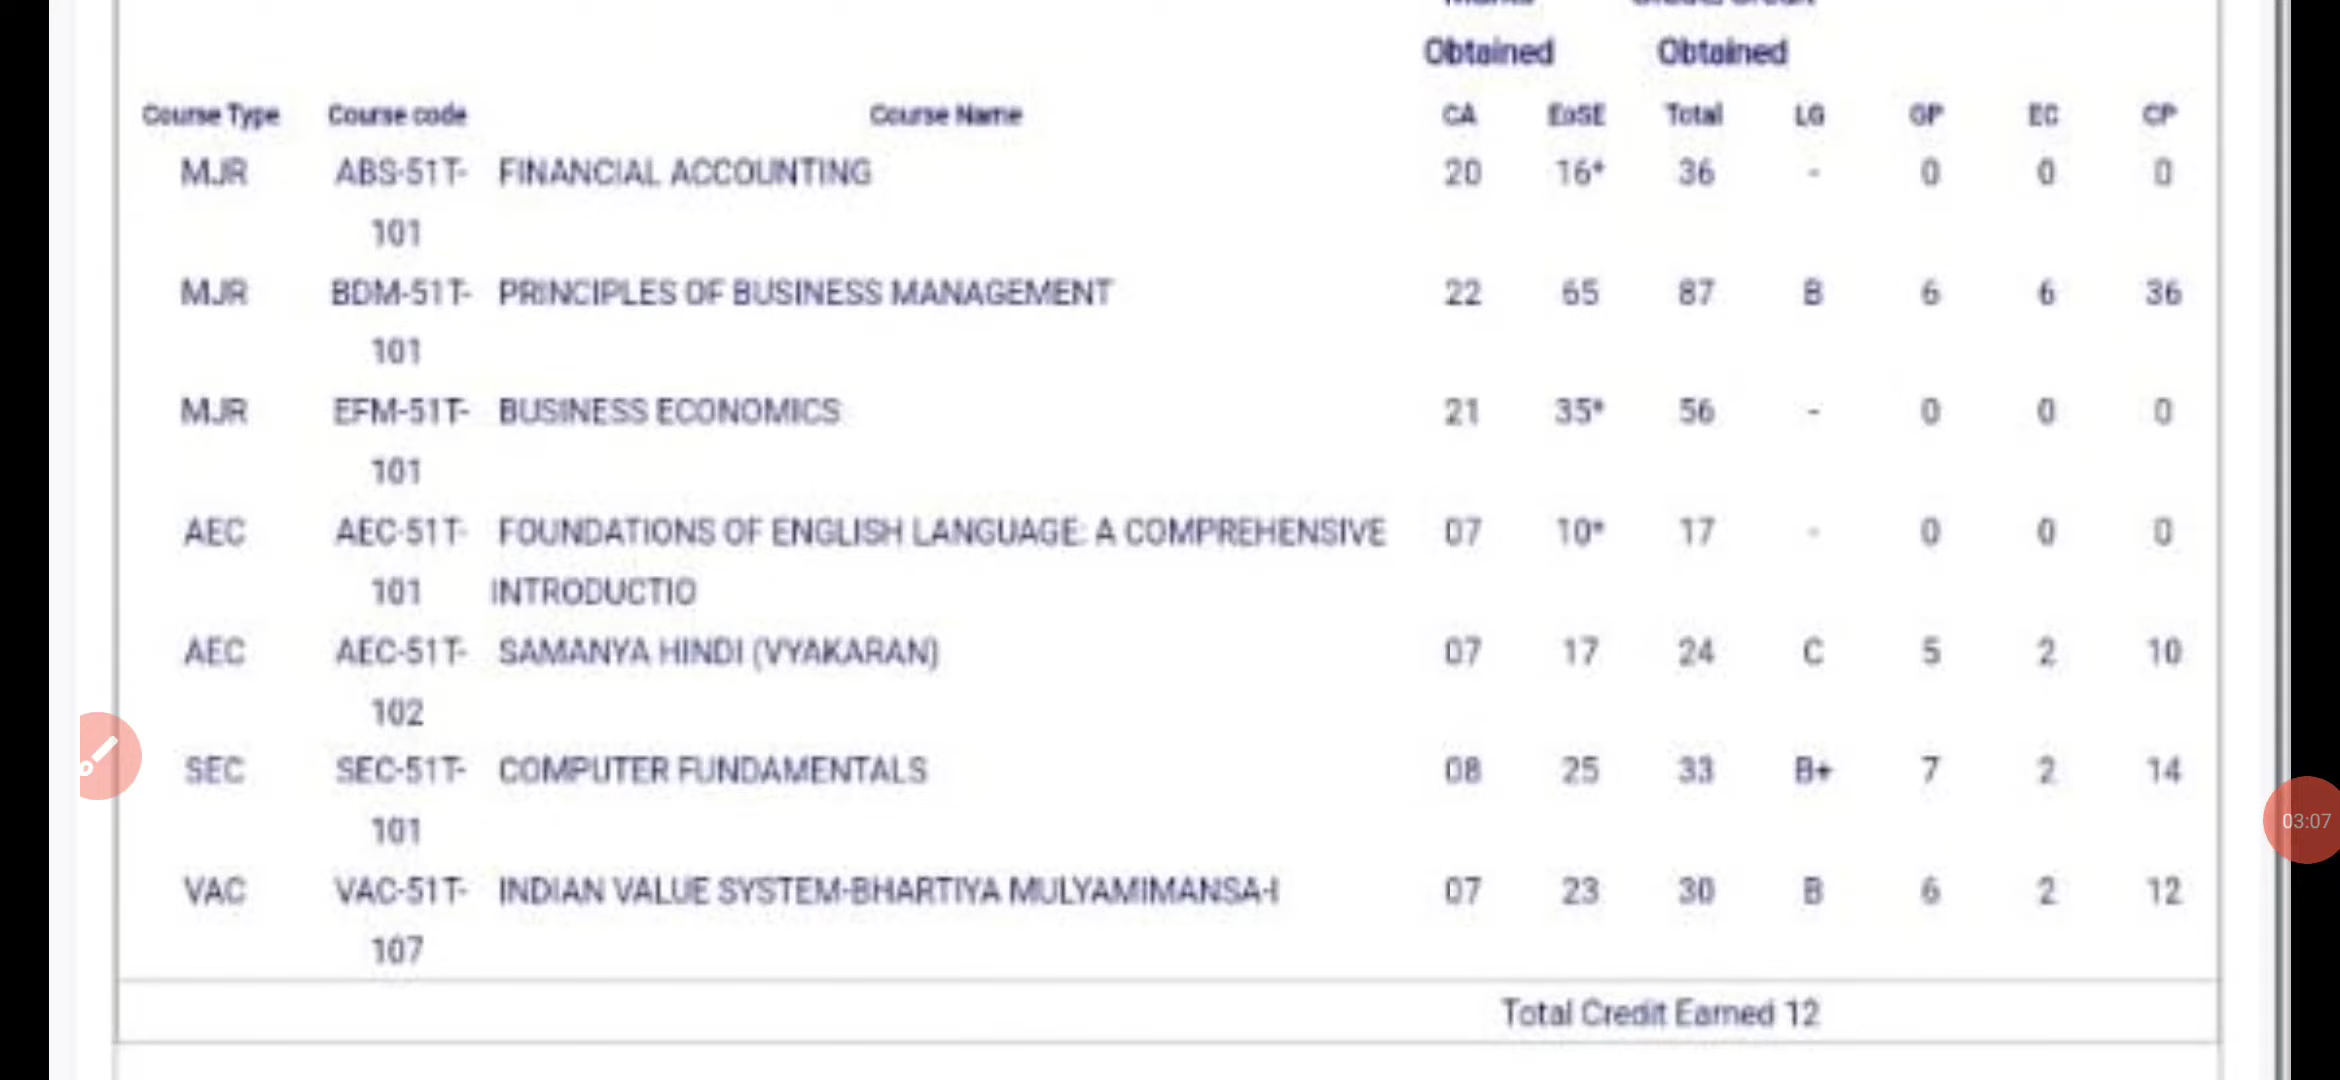 Obtained Obtained
Course Type Course code Course Name CA EoSE Total LG GP EC CP
MJR ABS-51T- FINANCIAL ACCOUNTING 20 16* 36 - 0 0 0
101
MJR BDM-51T- PRINCIPLES OF BUSINESS MANAGEMENT 22 65 87 B 6 6 36
101
MJR EFM-51T- BUSINESS ECONOMICS 21 35* 56 - 0 0 0
101
AEC AEC-51T- FOUNDATIONS OF ENGLISH LANGUAGE: A COMPREHENSIVE 07 10* 17 - 0 0 0
101 INTRODUCTIO
AEC AEC-51T- SAMANYA HINDI (VYAKARAN) 07 17 24 C 5 2 10
102
SEC SEC-51T- COMPUTER FUNDAMENTALS 08 25 33 B+ 7 2 14
101
03:07
VAC VAC-51T- INDIAN VALUE SYSTEM-BHARTIYA MULYAMIMANSA-I 07 23 30 B 6 2 12
107
Total Credit Earned 12